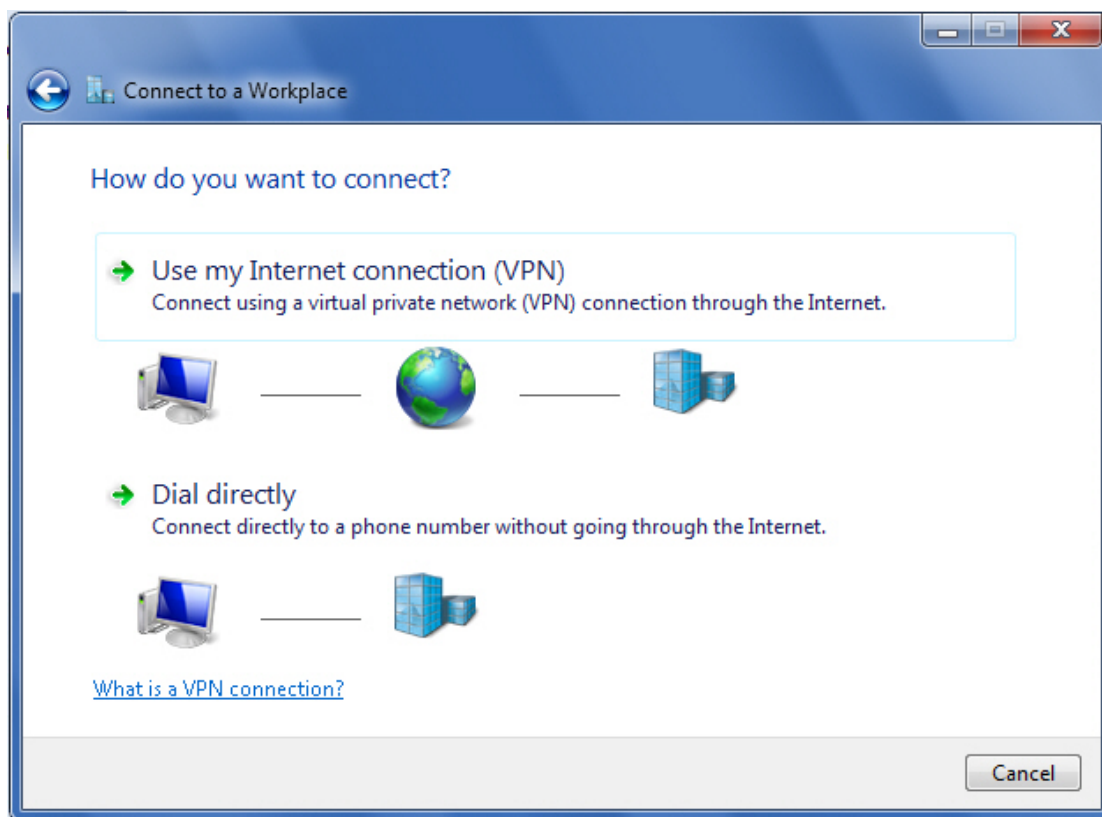 Connect to a Workplace
How do you want to connect?
Use my Internet connection (VPN)
Connect using a virtual private network (VPN) connection through the Internet.
Dial directly
Connect directly to a phone number without going through the Internet.
What is a VPN connection?
Cancel